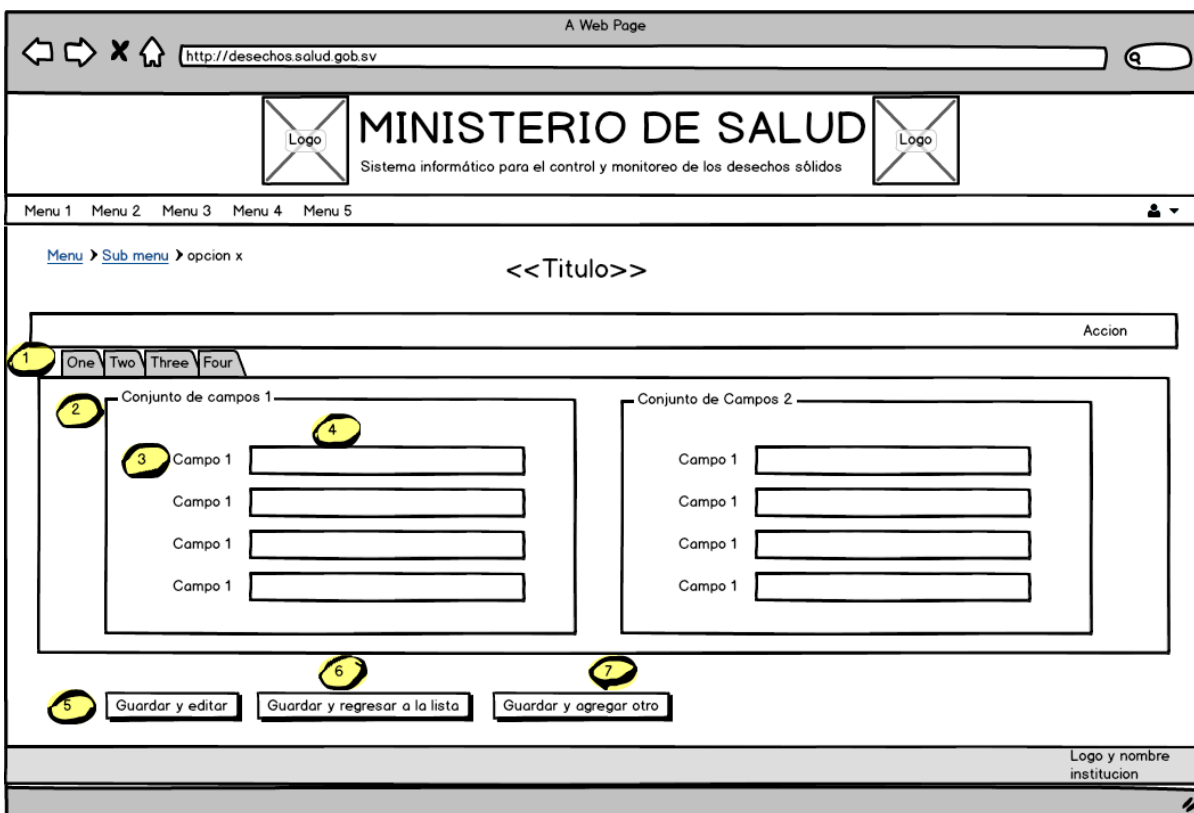 A Web Page
http://desechos.salud.gob.sv
Logo
MINISTERIO DE SALUD
Logo
Sistema informático para el control y monitoreo de los desechos sólidos
Menu 1 Menu 2 Menu 3 Menu 4 Menu 5
Menu Sub menu opcion x
<<Titulo>>
Accion
1
One Two Three Four
2
Conjunto de campos 1
Conjunto de Campos 2
4
3
Campo 1
Campo 1
Campo 1
Campo 1
Campo 1
Campo 1
Campo 1
Campo 1
6
7
5
Guardar y editar
Guardar y regresar a la lista
Guardar y agregar otro
Logo y nombre
institucion